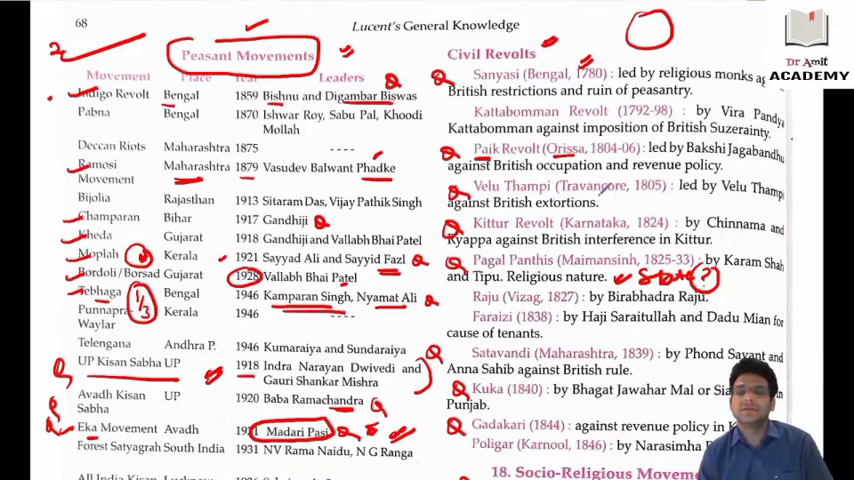 68
Lucent's General Knowledge
Dr Amit
ACADEMY
Peasant Movements
Movement Place Year Leaders
Indigo Revolt Bengal 1859 Bishnu and Digambar Biswas
Pabna Bengal 1870 Ishwar Roy, Sabu Pal, Khoodi
Mollah
Deccan Riots Maharashtra 1875 ----
Ramosi Maharashtra 1879 Vasudev Balwant Phadke
Movement
Bijolia Rajasthan 1913 Sitaram Das, Vijay Pathik Singh
Champaran Bihar 1917 Gandhiji
Kheda Gujarat 1918 Gandhiji and Vallabh Bhai Patel
Moplah Kerala 1921 Sayyad Ali and Sayyid Fazl
Bordoli/Borsad Gujarat 1928 Vallabh Bhai Patel
Tebhaga 1/3 Bengal 1946 Kamparan Singh, Nyamat Ali
Punnapra Kerala 1946 ----
Waylar
Telengana Andhra P. 1946 Kumaraiya and Sundaraiya
UP Kisan Sabha UP 1918 Indra Narayan Dwivedi and
Gauri Shankar Mishra
Avadh Kisan UP 1920 Baba Ramachandra
Sabha
Eka Movement Avadh 1921 Madari Pasi
Forest Satyagrah South India 1931 NV Rama Naidu, N G Ranga
Civil Revolts
Sanyasi (Bengal, 1780) : led by religious monks
British restrictions and ruin of peasantry.
Kattabomman Revolt (1792-98) : by Vira Pandya
Kattabomman against imposition of British Suzerainty.
Paik Revolt (Orissa, 1804-06) : led by Bakshi Jagabandhu
against British occupation and revenue policy.
Velu Thampi (Travancore, 1805) : led by Velu Thampi
against British extortions.
Kittur Revolt (Karnataka, 1824) : by Chinnama and
Ryappa against British interference in Kittur.
Pagal Panthis (Maimansinh, 1825-33) : by Karam Shah
and Tipu. Religious nature. State ?
Raju (Vizag, 1827) : by Birabhadra Raju.
Faraizi (1838) : by Haji Saraitullah and Dadu Mian for
cause of tenants.
Satavandi (Maharashtra, 1839) : by Phond Savant and
Anna Sahib against British rule.
Kuka (1840) : by Bhagat Jawahar Mal or
Punjab.
Gadakari (1844) : against revenue policy in
Poligar (Karnool, 1846) : by Narasimha
18. Socio-Religious